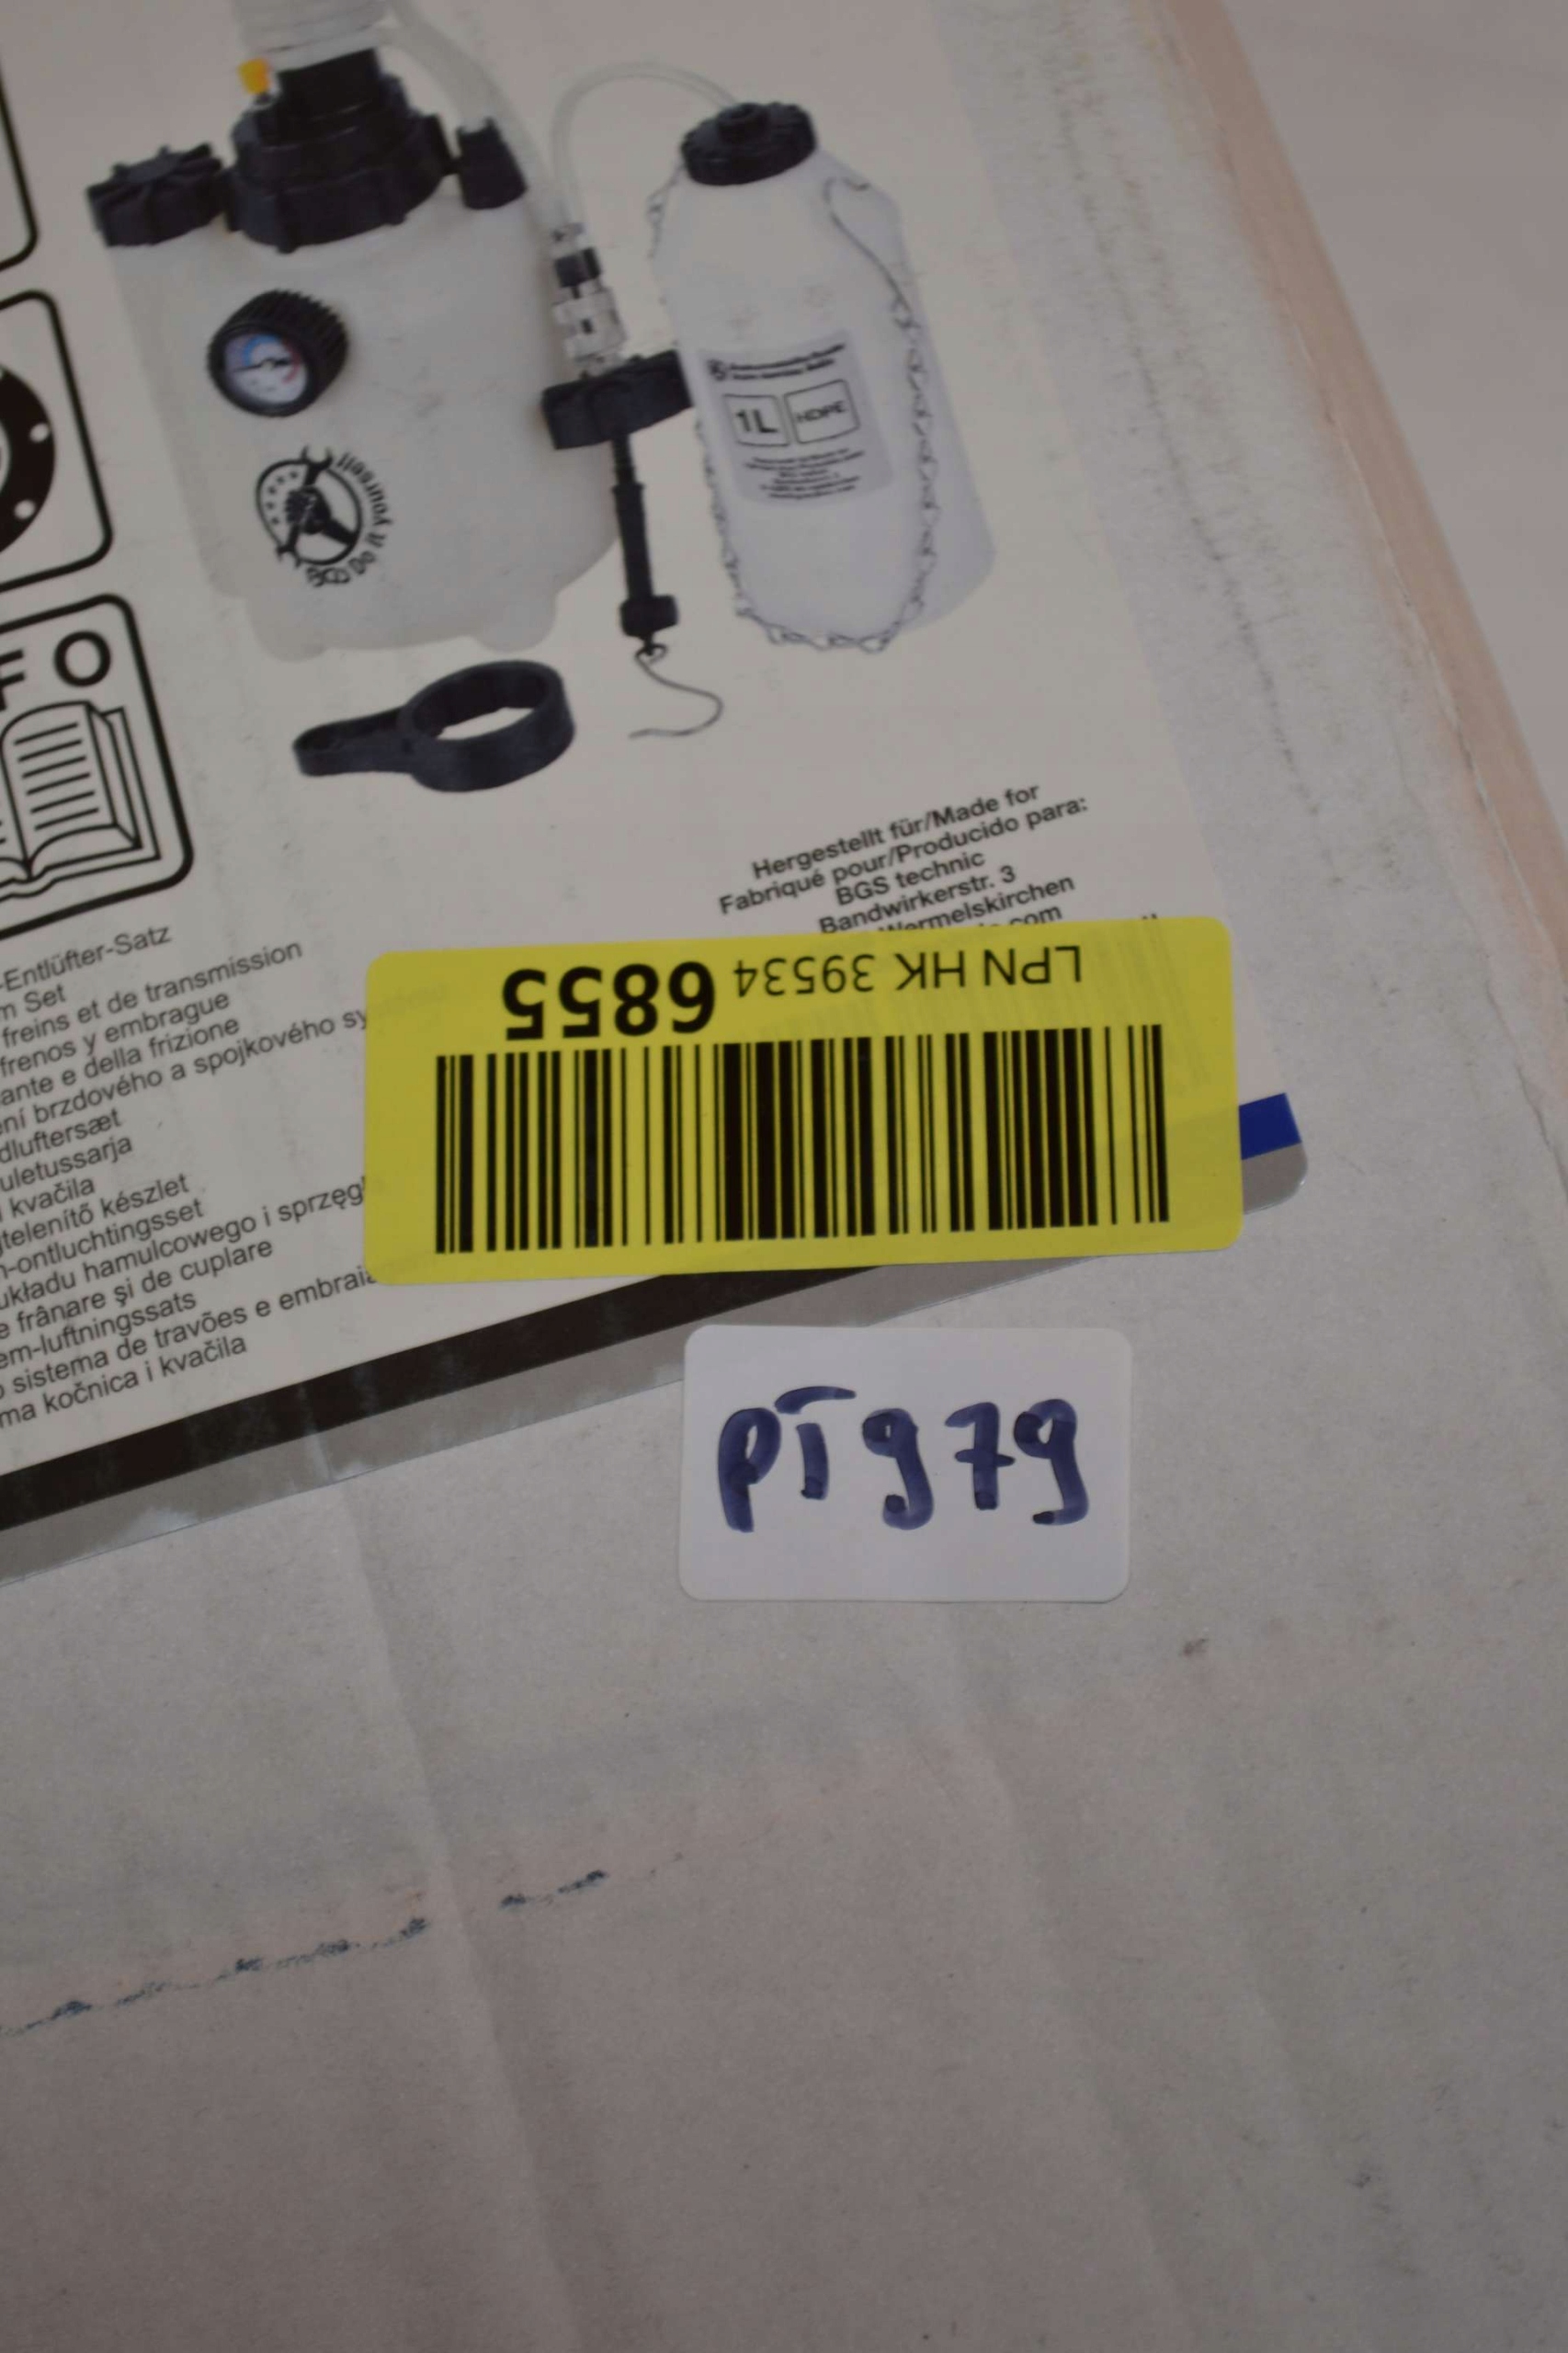 1L
HDPE
Do it yourself
F O
Hergestellt für/Made for
Fabriqué pour/Producido para:
BGS technic
Bandwirkerstr. 3
Wermelskirchen
.com
-Entlüfter-Satz
m Set
freins et de transmission
frenos y embrague
ante e della frizione
ení brzdového a spojkového sy
dluftersæt
uletussarja
i kvačila
gtelenítő készlet
n-ontluchtingsset
układu hamulcowego i sprzęg
e frânare şi de cuplare
em-luftningssats
o sistema de travões e embraia
ma kočnica i kvačila
LPN HK 39534 6855
PT979